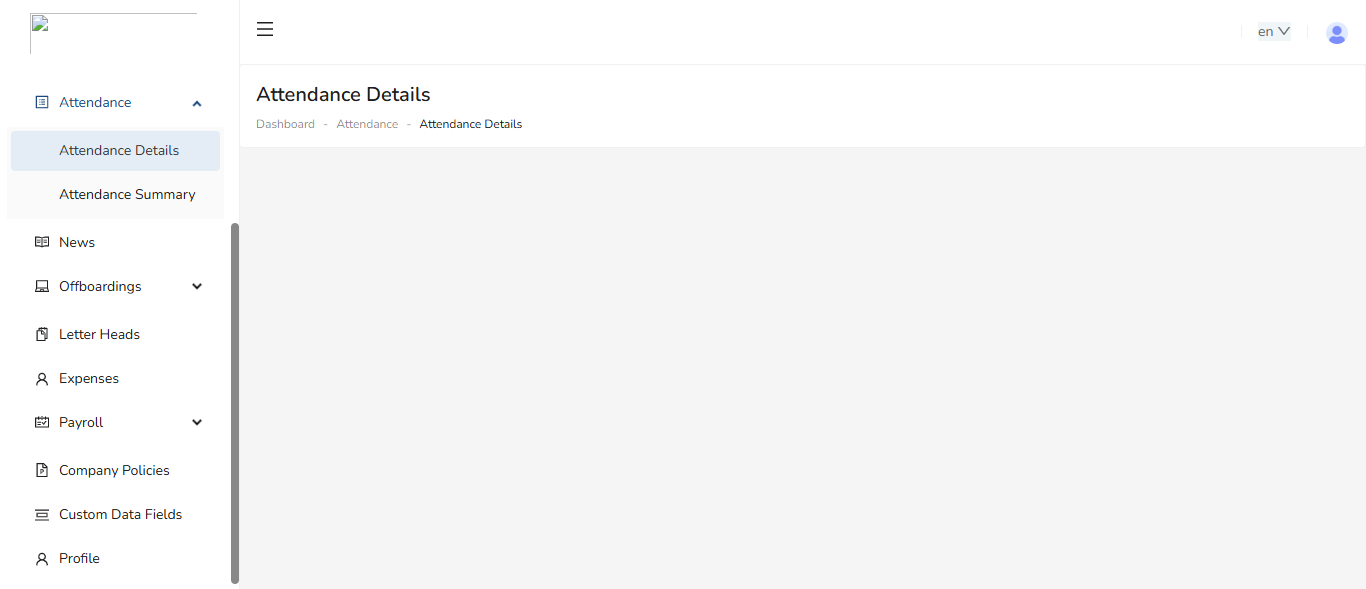 en
Attendance
Attendance Details
Attendance Summary
News
Offboardings
Letter Heads
Expenses
Payroll
Company Policies
Custom Data Fields
Profile
Attendance Details
Dashboard - Attendance - Attendance Details